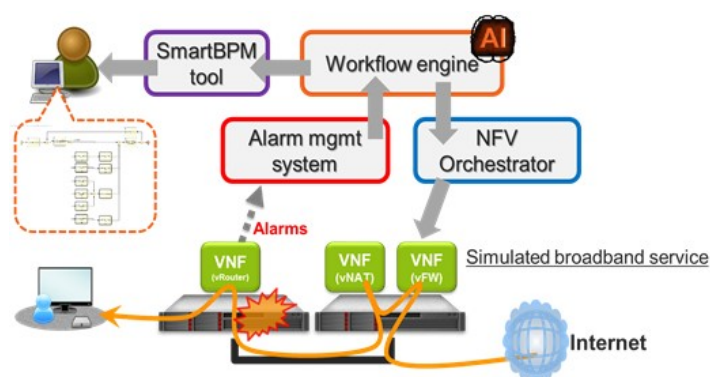 AI
SmartBPM
tool
Workflow engine
Alarm mgmt
system
NFV
Orchestrator
Alarms
VNF
(vRouter)
VNF
(vNAT)
VNF
(vFW)
Simulated broadband service
Internet